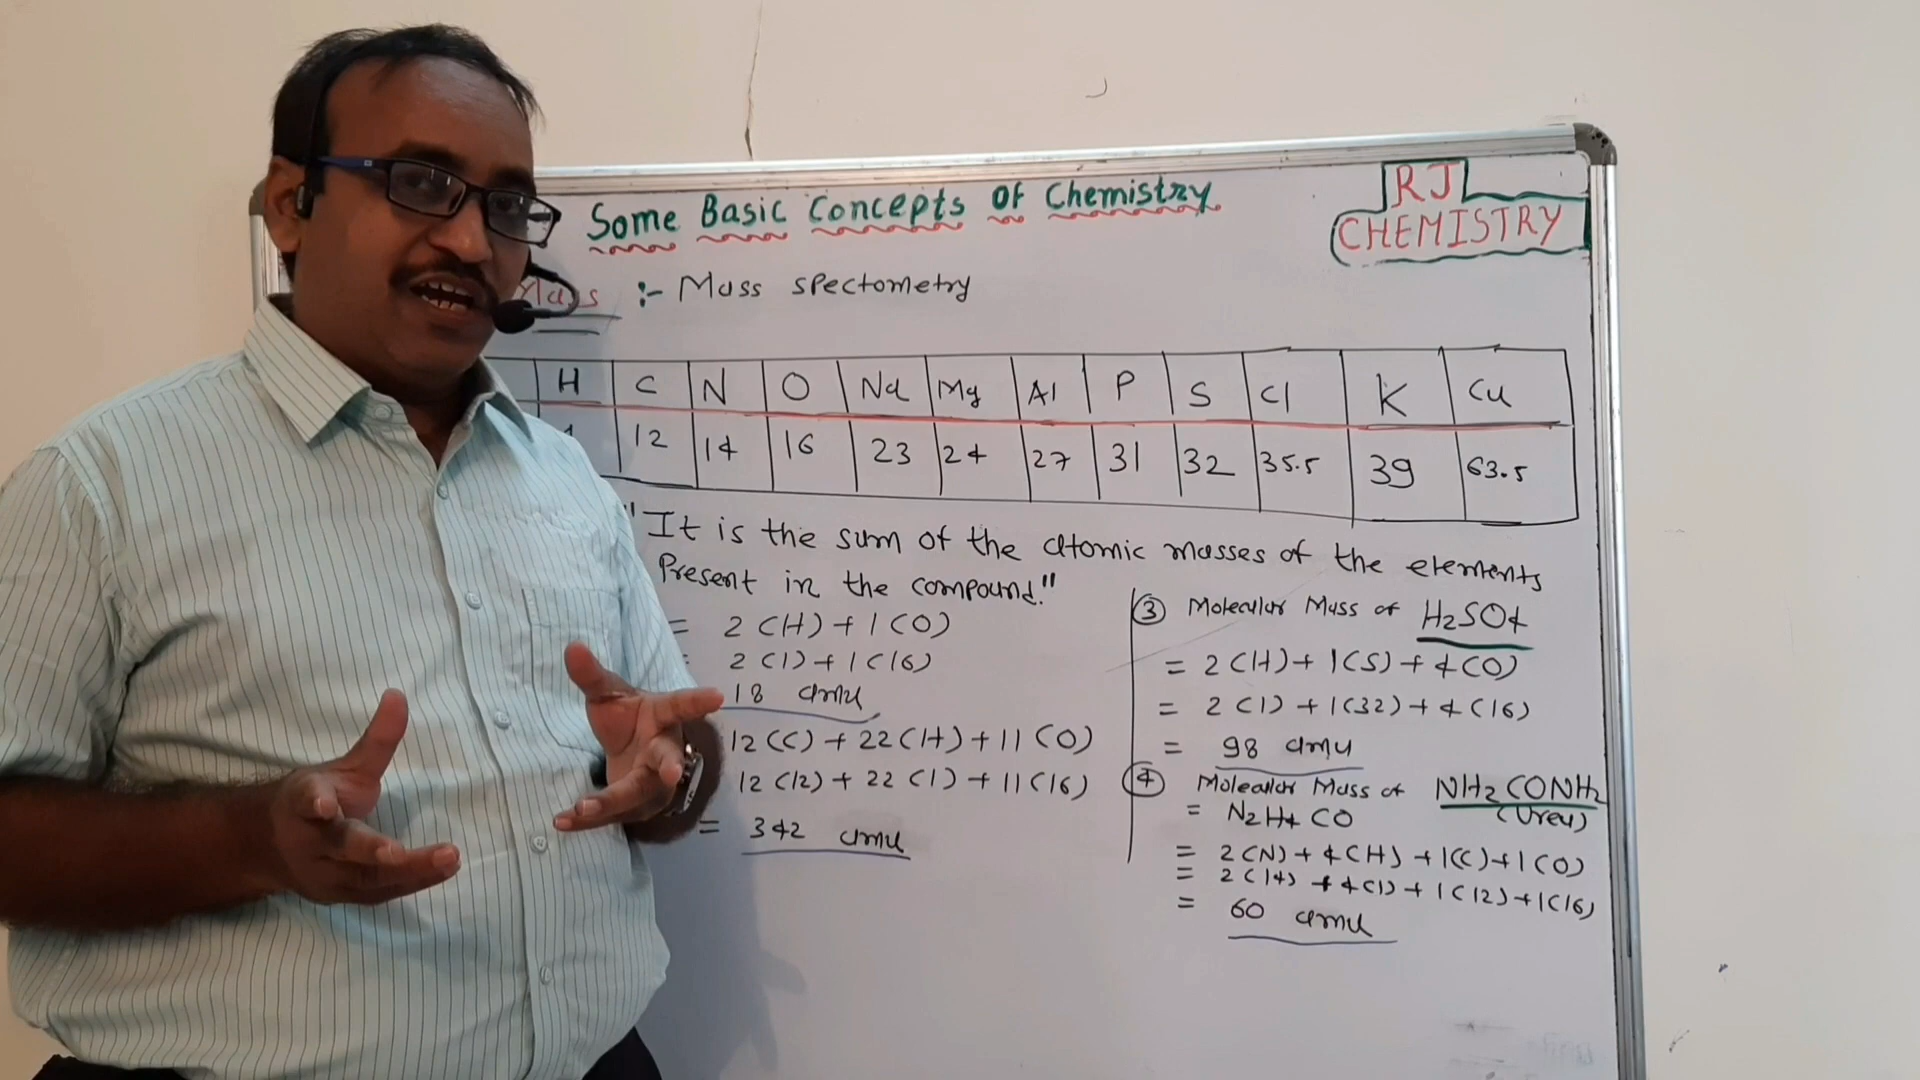 Some Basic Concepts Of Chemistry
RJ
CHEMISTRY
Mass :- Mass spectometry
H C N O Na Mg Al P S Cl K Cu
1 12 14 16 23 24 27 31 32 35.5 39 63.5
"It is the sum of the atomic masses of the elements
Present in the compound."
= 2(H)+1(O)
= 2(1)+1(16)
18 amu
12(C)+22(H)+11(O)
12(12)+22(1)+11(16)
= 342 amu
③ Molecular Mass of H2SO4
= 2(H)+1(S)+4(O)
= 2(1)+1(32)+4(16)
= 98 amu
④ Molecular Mass of NH2CONH2
(Urea)
= N2H4CO
= 2(N)+4(H)+1(C)+1(O)
= 2(14)+4(1)+1(12)+1(16)
= 60 amu